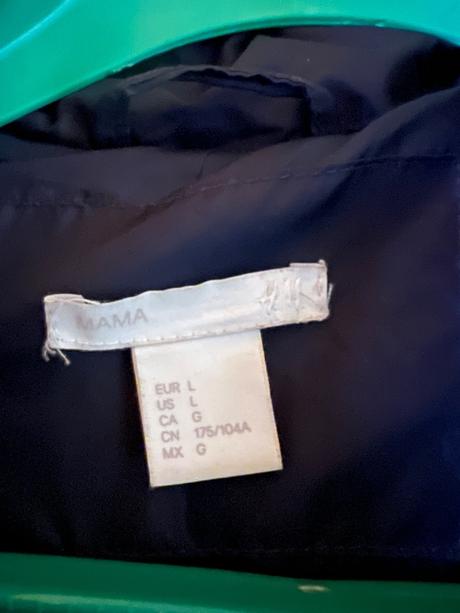 MAMA H&M
EUR L
US L
CA G
CN 175/104A
MX G